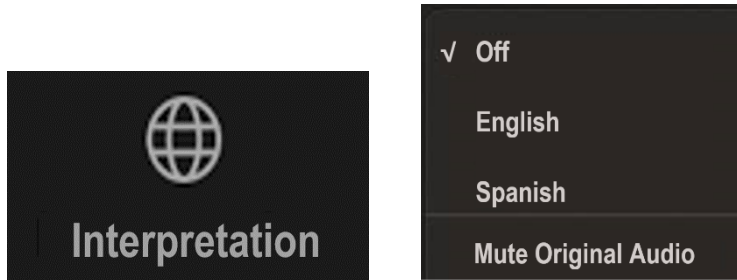 Interpretation
√ Off
English
Spanish
Mute Original Audio